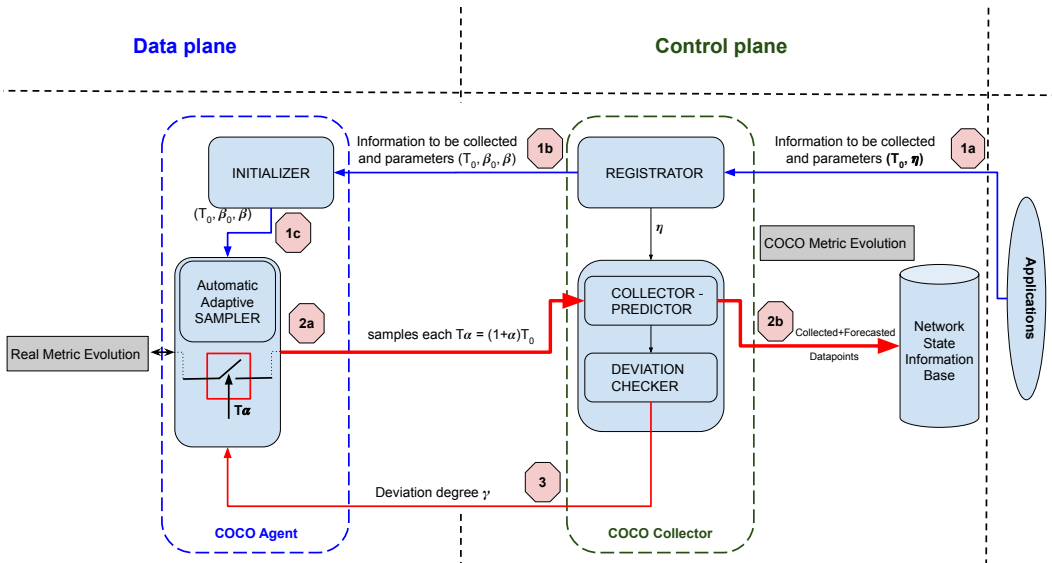 Data plane
Control plane
Information to be collected
and parameters (T₀, β₀, β)
1b
Information to be collected
and parameters (T₀, η)
1a
INITIALIZER
REGISTRATOR
(T₀, β₀, β)
1c
η
COCO Metric Evolution
Automatic
Adaptive
SAMPLER
2a
samples each Tα = (1+α)T₀
COLLECTOR -
PREDICTOR
2b
Collected+Forecasted
Datapoints
Network
State
Information
Base
Applications
Real Metric Evolution
DEVIATION
CHECKER
Tα
3
Deviation degree γ
COCO Agent
COCO Collector